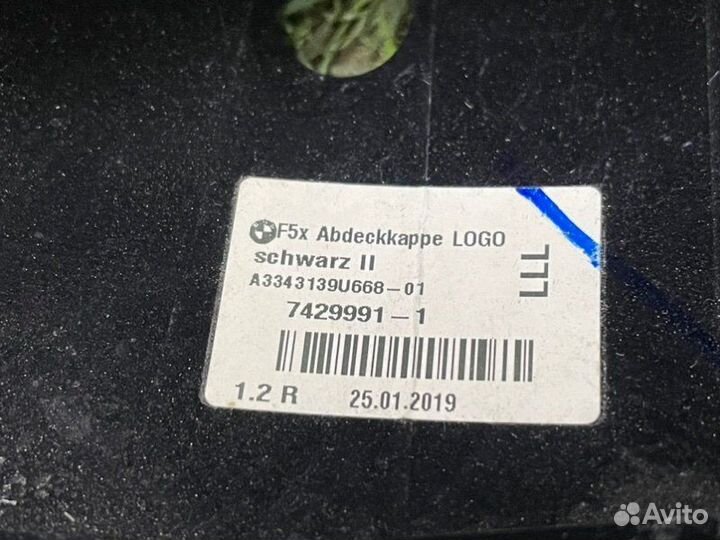 F5x Abdeckkappe LOGO
schwarz II
A3343139U668-01
7429991-1
LLL
1.2 R 25.01.2019
Avito